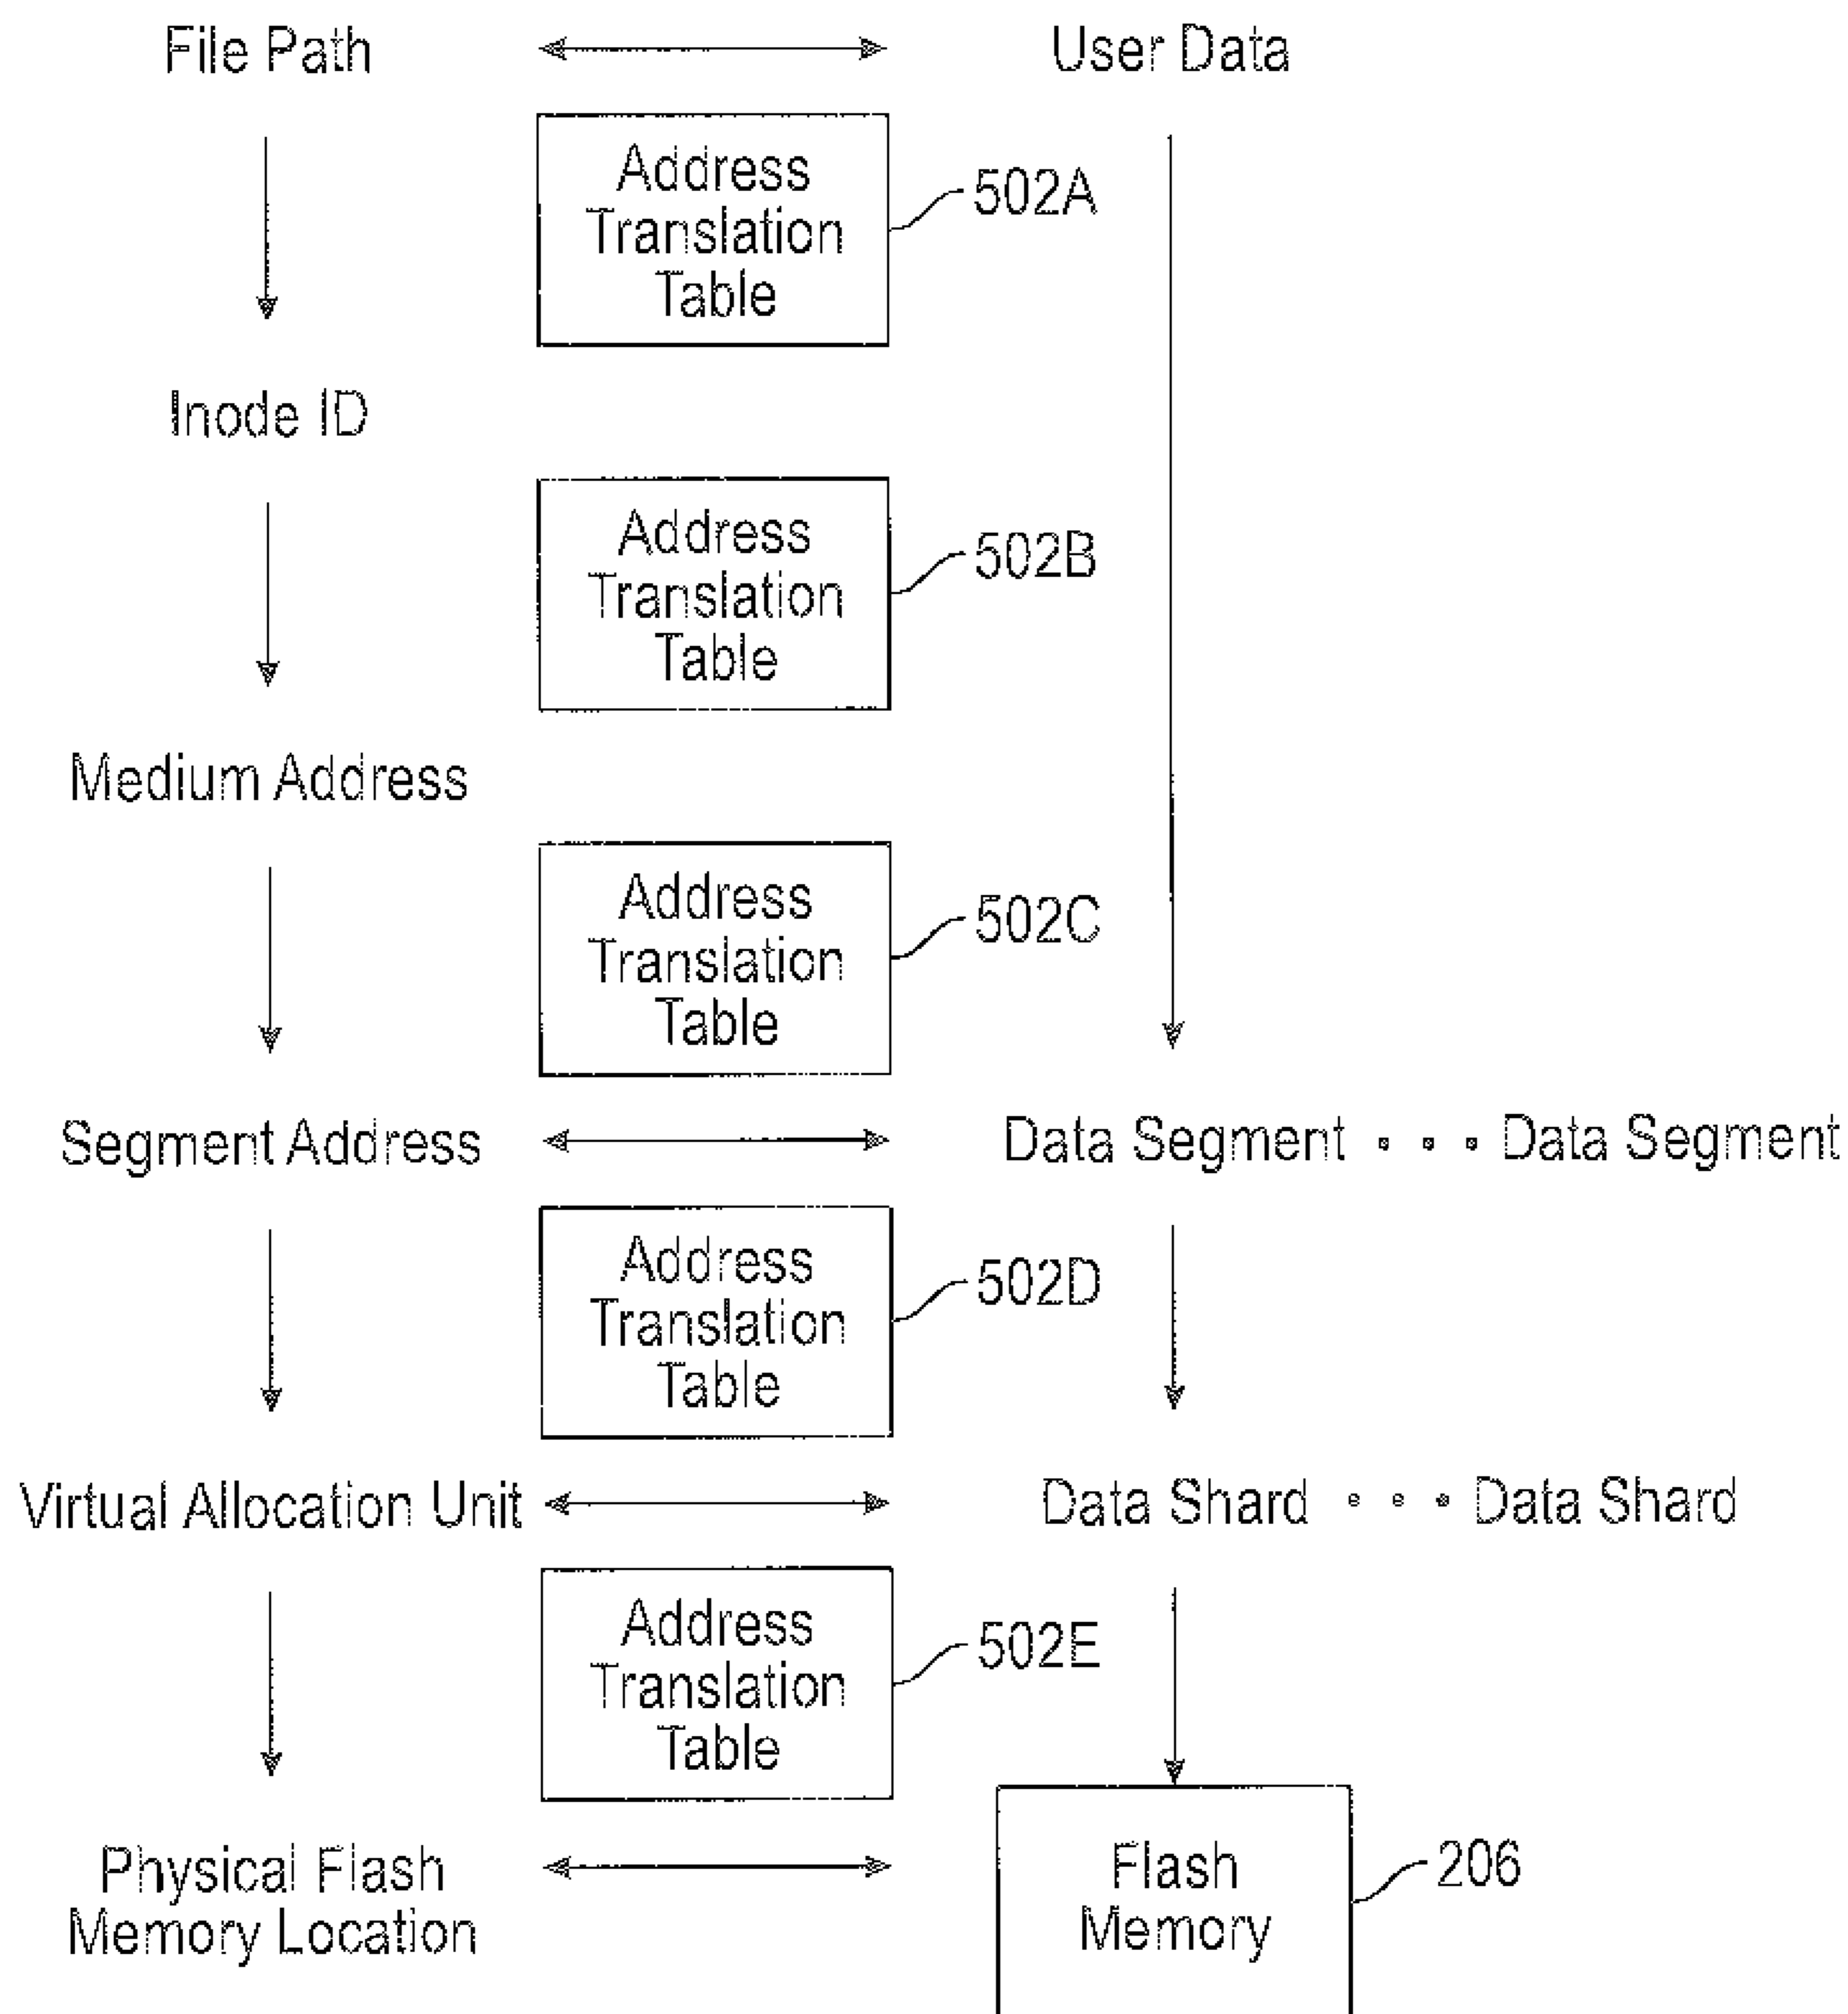 File Path
User Data
Address
Translation
Table
502A
Inode ID
Address
Translation
Table
502B
Medium Address
Address
Translation
Table
502C
Segment Address
Data Segment
Data Segment
Address
Translation
Table
502D
Virtual Allocation Unit
Data Shard
Data Shard
Address
Translation
Table
502E
Physical Flash
Memory Location
Flash
Memory
206